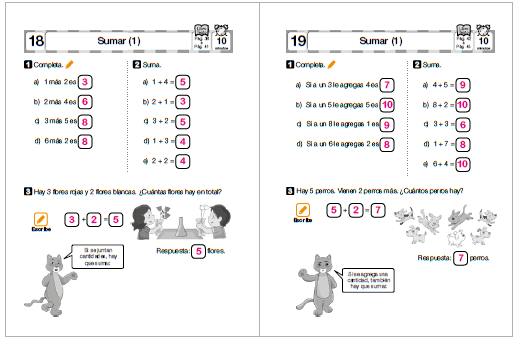 18
Sumar (1)
10
minutos
1 Completa.
a) 1 más 2 es 3
b) 2 más 4 es 6
c) 3 más 5 es 8
d) 6 más 2 es 8
2 Suma.
a) 1 + 4 = 5
b) 2 + 1 = 3
c) 3 + 2 = 5
d) 1 + 3 = 4
e) 2 + 2 = 4
3 Hay 3 flores rojas y 2 flores blancas. ¿Cuántas flores hay en total?
Escribe
3 + 2 = 5
Respuesta: 5 flores.
Si se juntan
cantidades, hay
que sumar.
19
Sumar (1)
10
minutos
1 Completa.
a) Si a un 3 le agregas 4 es 7
b) Si a un 5 le agregas 5 es 10
c) Si a un 8 le agregas 1 es 9
d) Si a un 6 le agregas 2 es 8
2 Suma.
a) 4 + 5 = 9
b) 8 + 2 = 10
c) 3 + 3 = 6
d) 1 + 7 = 8
e) 6 + 4 = 10
3 Hay 5 perros. Vienen 2 perros más. ¿Cuántos perros hay?
Escribe
5 + 2 = 7
Respuesta: 7 perros.
Si se agrega una
cantidad, también
hay que sumar.